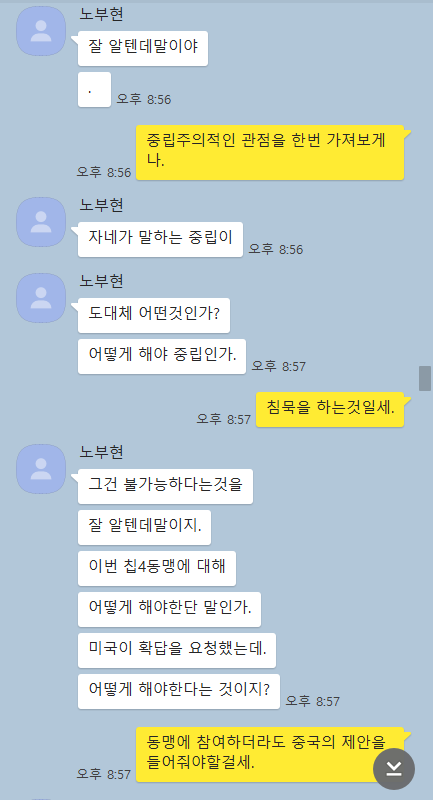 노부현
잘 알텐데말이야
.
오후 8:56
중립주의적인 관점을 한번 가져보게
나.
오후 8:56
노부현
자네가 말하는 중립이
오후 8:56
노부현
도대체 어떤것인가?
어떻게 해야 중립인가.
오후 8:57
침묵을 하는것일세.
오후 8:57
노부현
그건 불가능하다는것을
잘 알텐데말이지.
이번 칩4동맹에 대해
어떻게 해야한단 말인가.
미국이 확답을 요청했는데.
어떻게 해야한다는 것이지?
오후 8:57
동맹에 참여하더라도 중국의 제안을
들어줘야할걸세.
오후 8:57